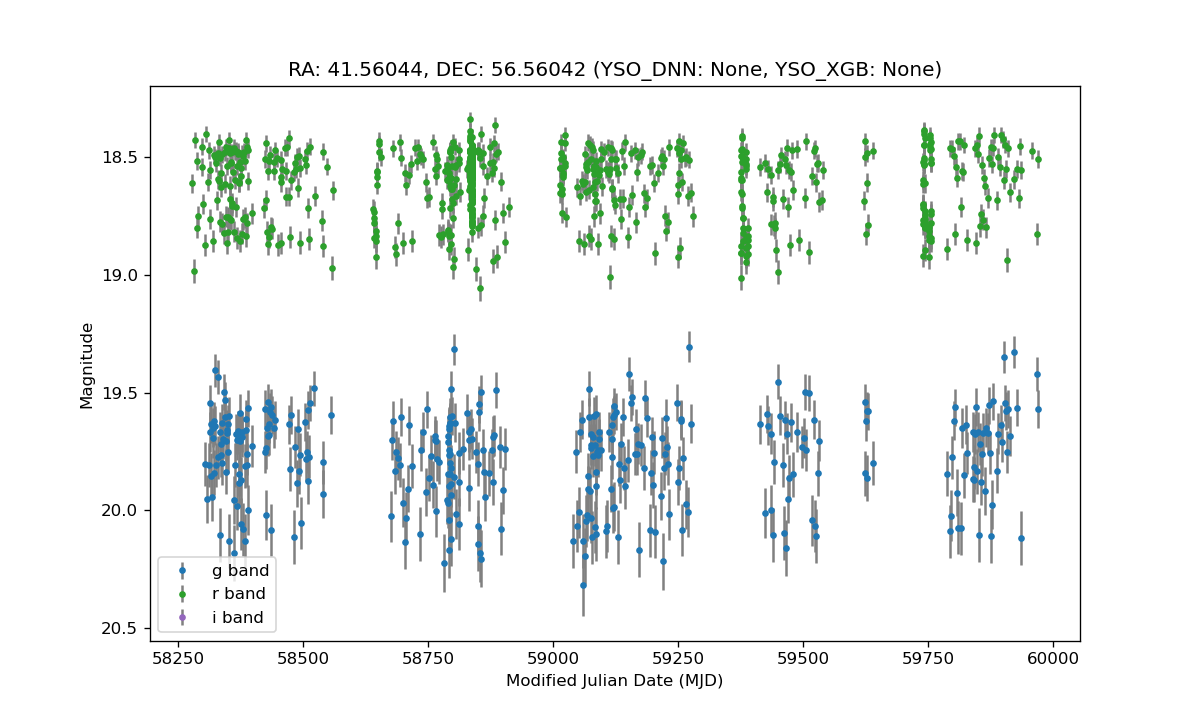 RA: 41.56044, DEC: 56.56042 (YSO_DNN: None, YSO_XGB: None)
Magnitude
18.5
19.0
19.5
20.0
20.5
g band
r band
i band
58250 58500 58750 59000 59250 59500 59750 60000
Modified Julian Date (MJD)